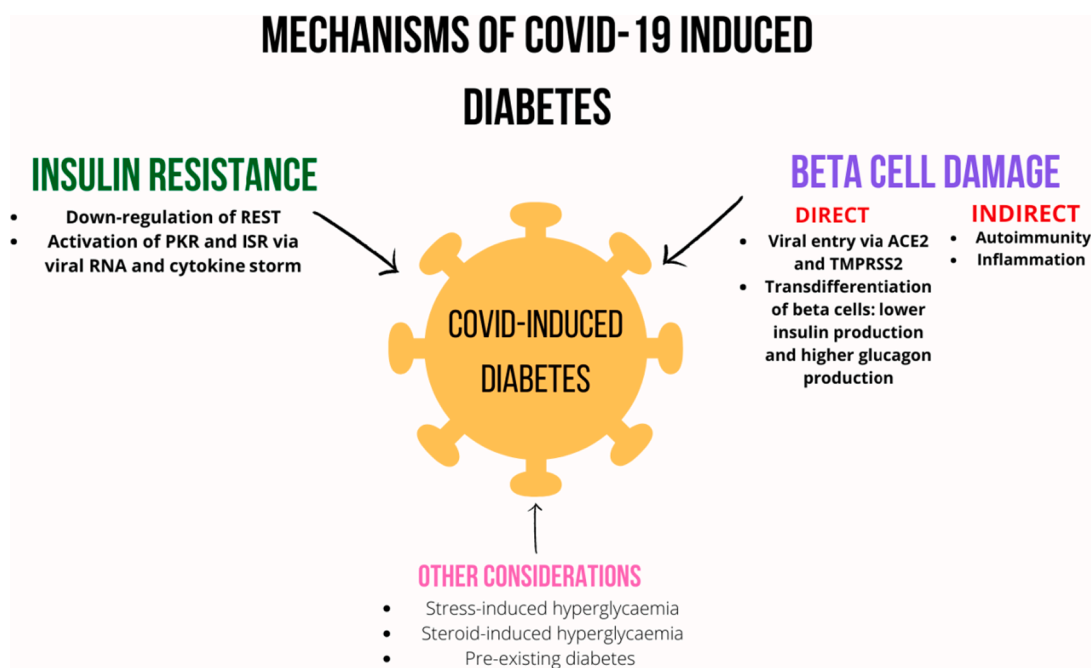 MECHANISMS OF COVID-19 INDUCED
DIABETES
INSULIN RESISTANCE
• Down-regulation of REST
• Activation of PKR and ISR via
viral RNA and cytokine storm
BETA CELL DAMAGE
DIRECT
• Viral entry via ACE2
and TMPRSS2
• Transdifferentiation
of beta cells: lower
insulin production
and higher glucagon
production
INDIRECT
• Autoimmunity
• Inflammation
COVID-INDUCED
DIABETES
OTHER CONSIDERATIONS
• Stress-induced hyperglycaemia
• Steroid-induced hyperglycaemia
• Pre-existing diabetes